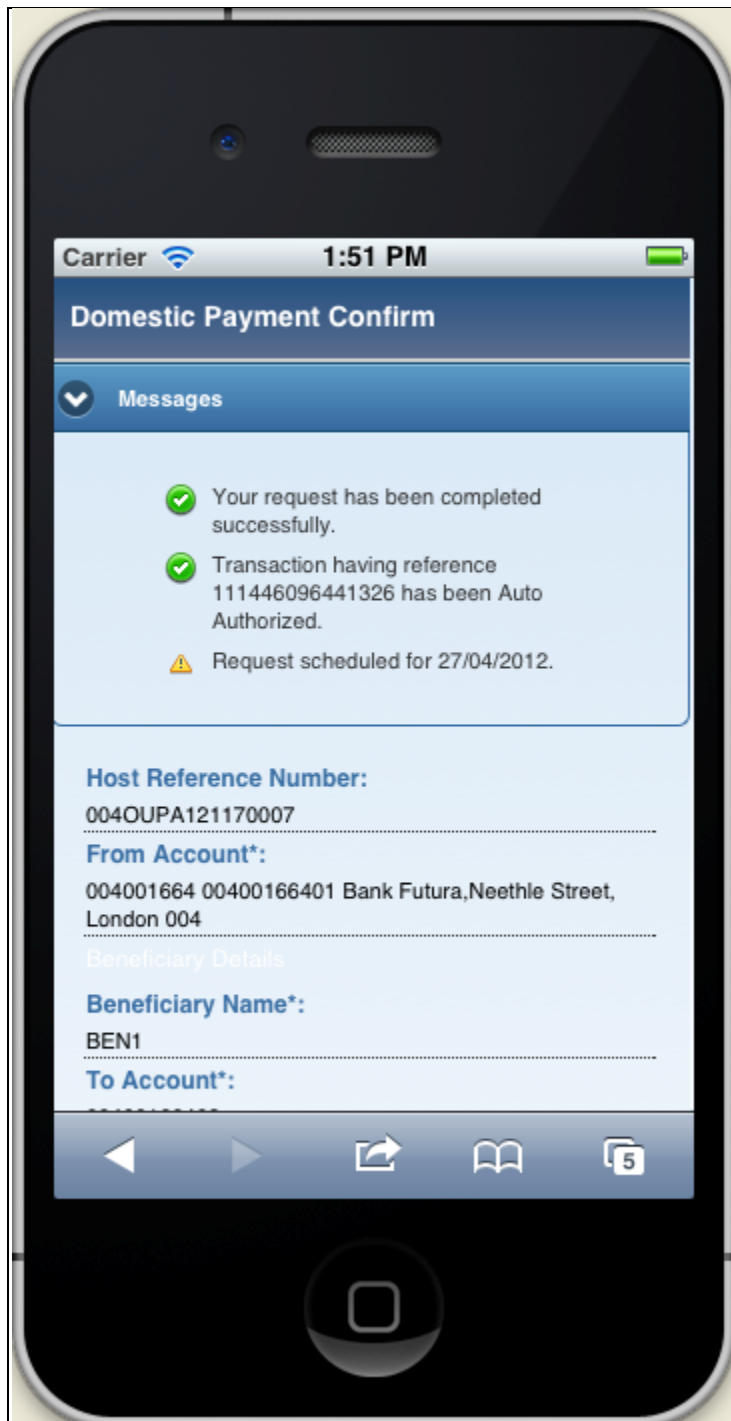 Carrier 1:51 PM
Domestic Payment Confirm
Messages
Your request has been completed
successfully.
Transaction having reference
111446096441326 has been Auto
Authorized.
Request scheduled for 27/04/2012.
Host Reference Number:
004OUPA121170007
From Account*:
004001664 00400166401 Bank Futura,Neethle Street,
London 004
Beneficiary Details
Beneficiary Name*:
BEN1
To Account*:
5